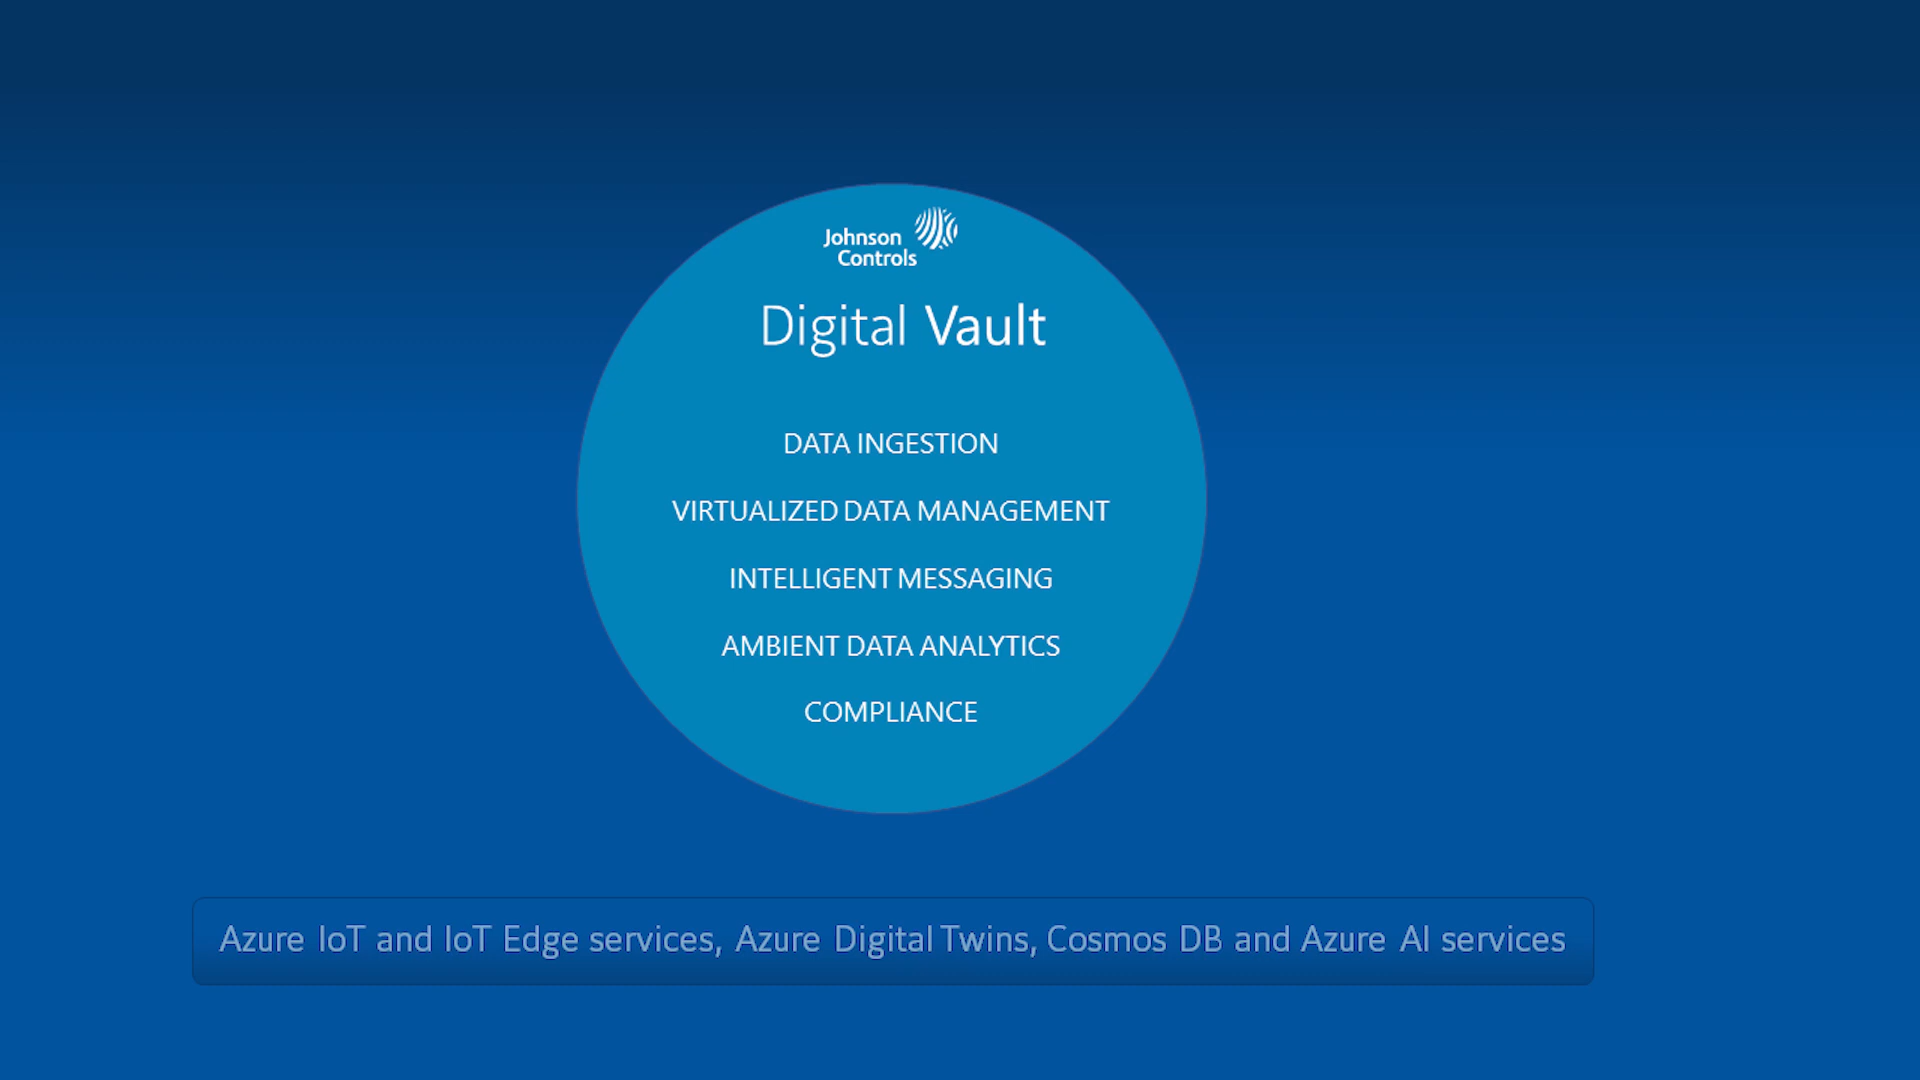 Johnson
Controls
Digital Vault
DATA INGESTION
VIRTUALIZED DATA MANAGEMENT
INTELLIGENT MESSAGING
AMBIENT DATA ANALYTICS
COMPLIANCE
Azure IoT and IoT Edge services, Azure Digital Twins, Cosmos DB and Azure AI services